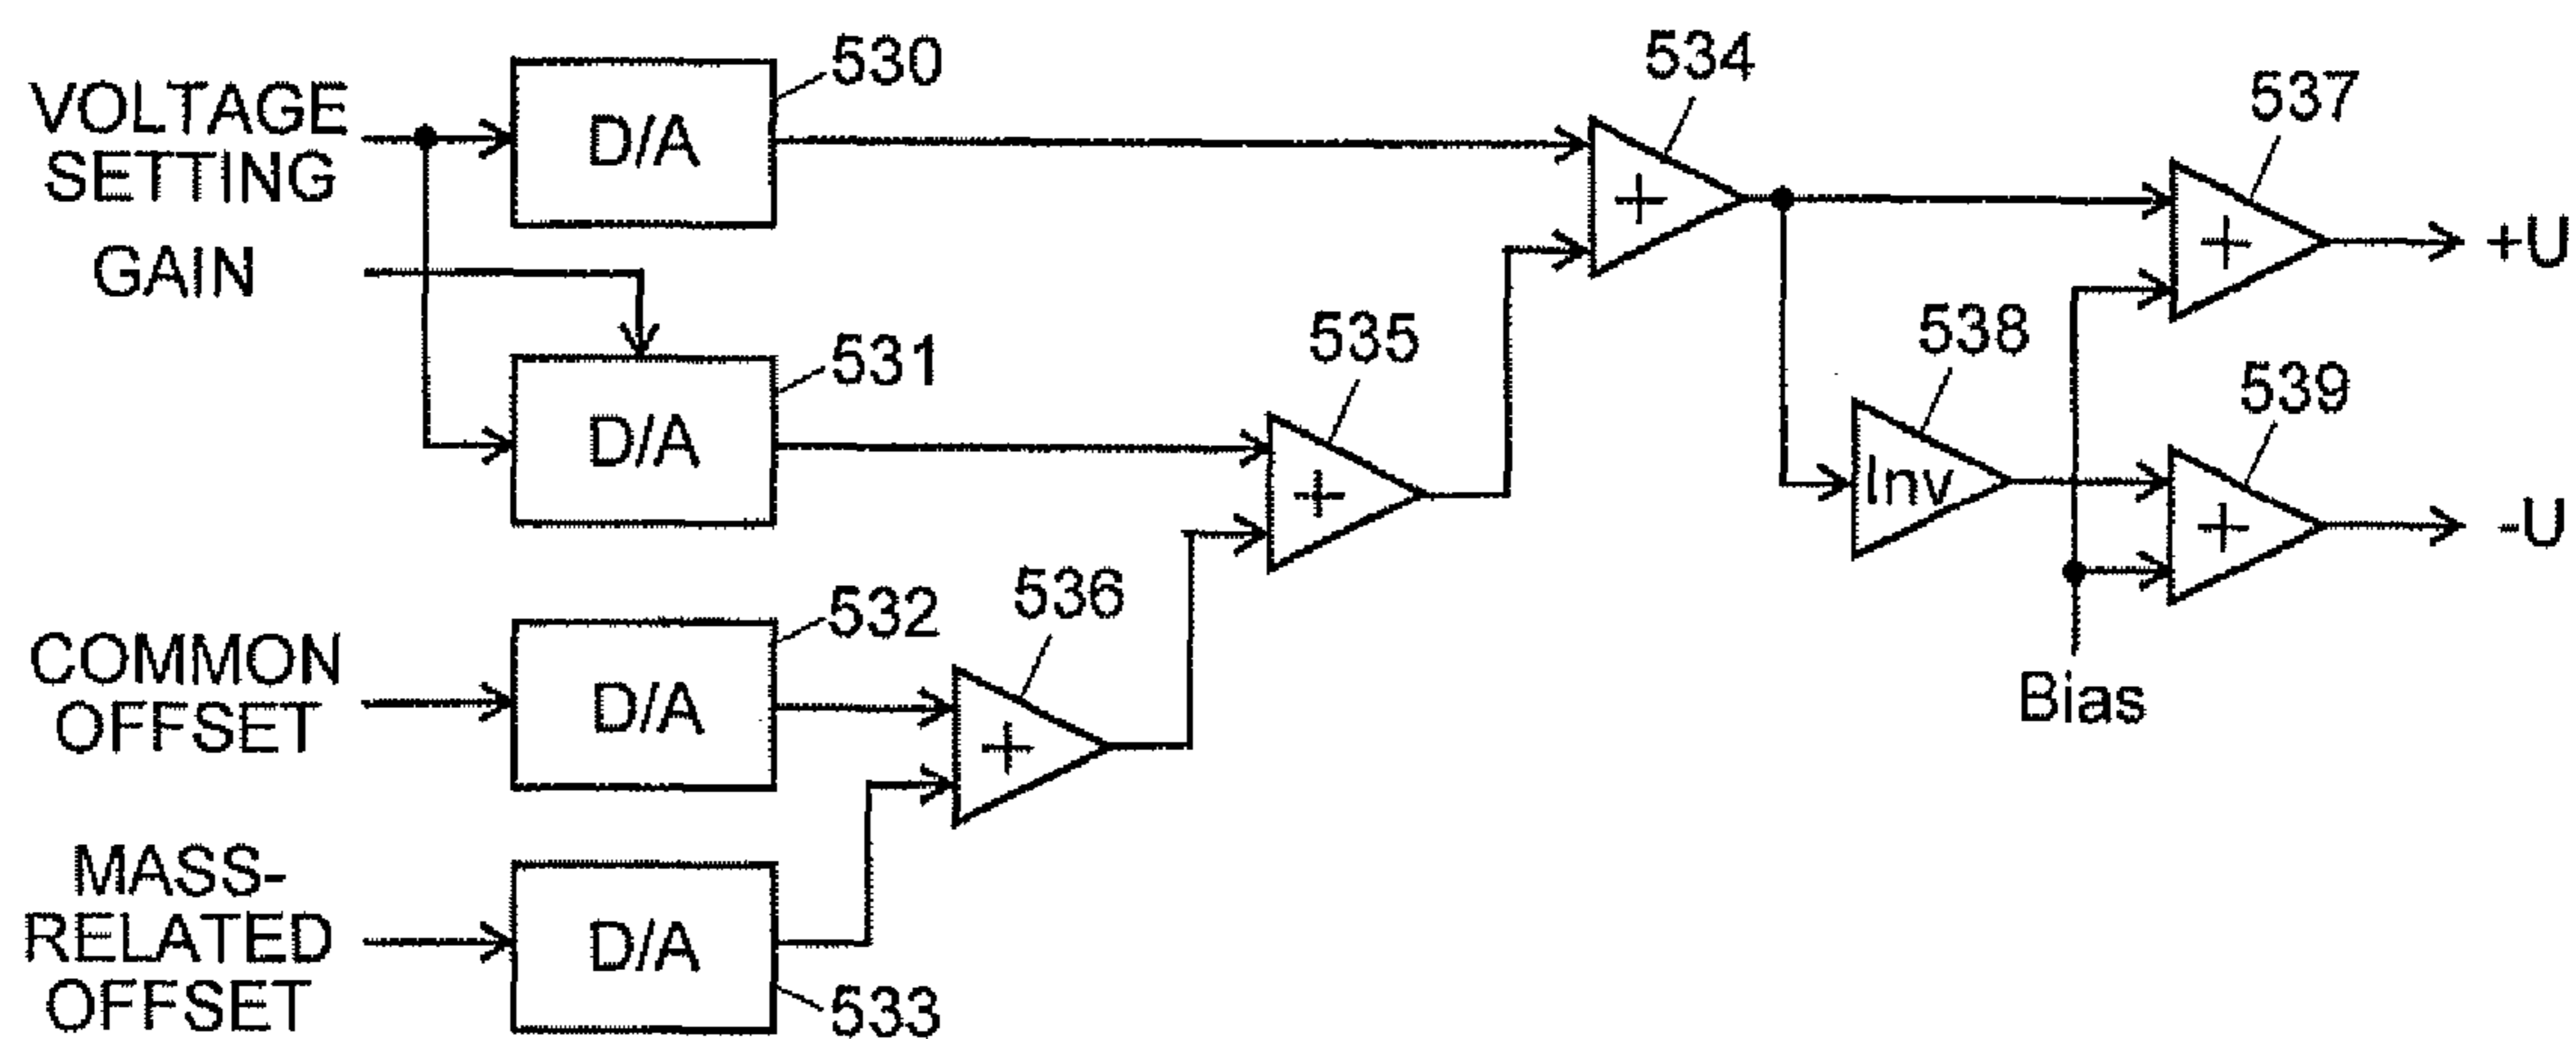 VOLTAGE
SETTING
GAIN
D/A
530
D/A
531
COMMON
OFFSET
D/A
532
MASS-
RELATED
OFFSET
D/A
533
+
536
+
535
+
534
Inv
538
+
537
+U
+
539
-U
Bias